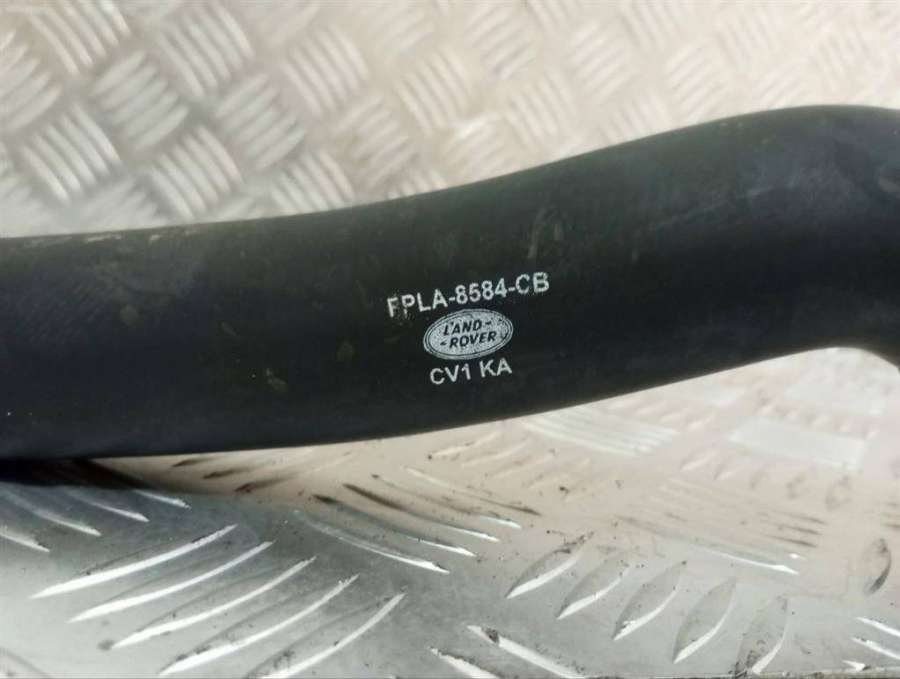 FPLA-8584-CB
LAND-
-ROVER
CV1 KA